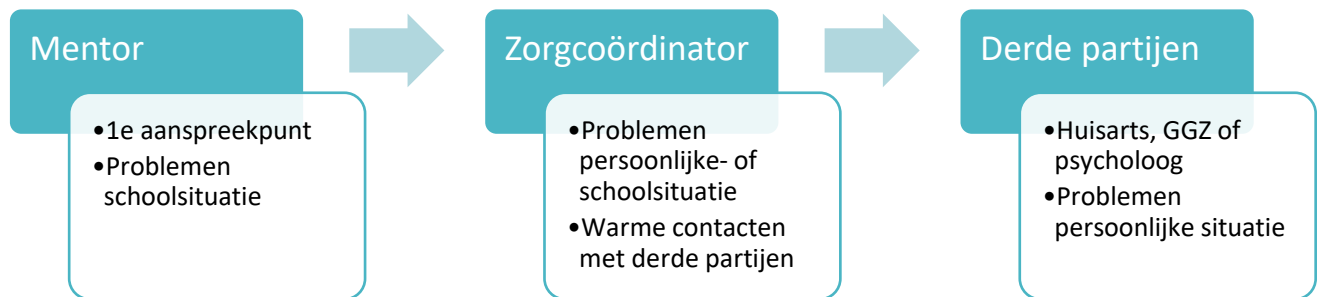 Mentor
•1e aanspreekpunt
•Problemen
schoolsituatie
Zorgcoördinator
•Problemen
persoonlijke- of
schoolsituatie
•Warme contacten
met derde partijen
Derde partijen
•Huisarts, GGZ of
psycholoog
•Problemen
persoonlijke situatie